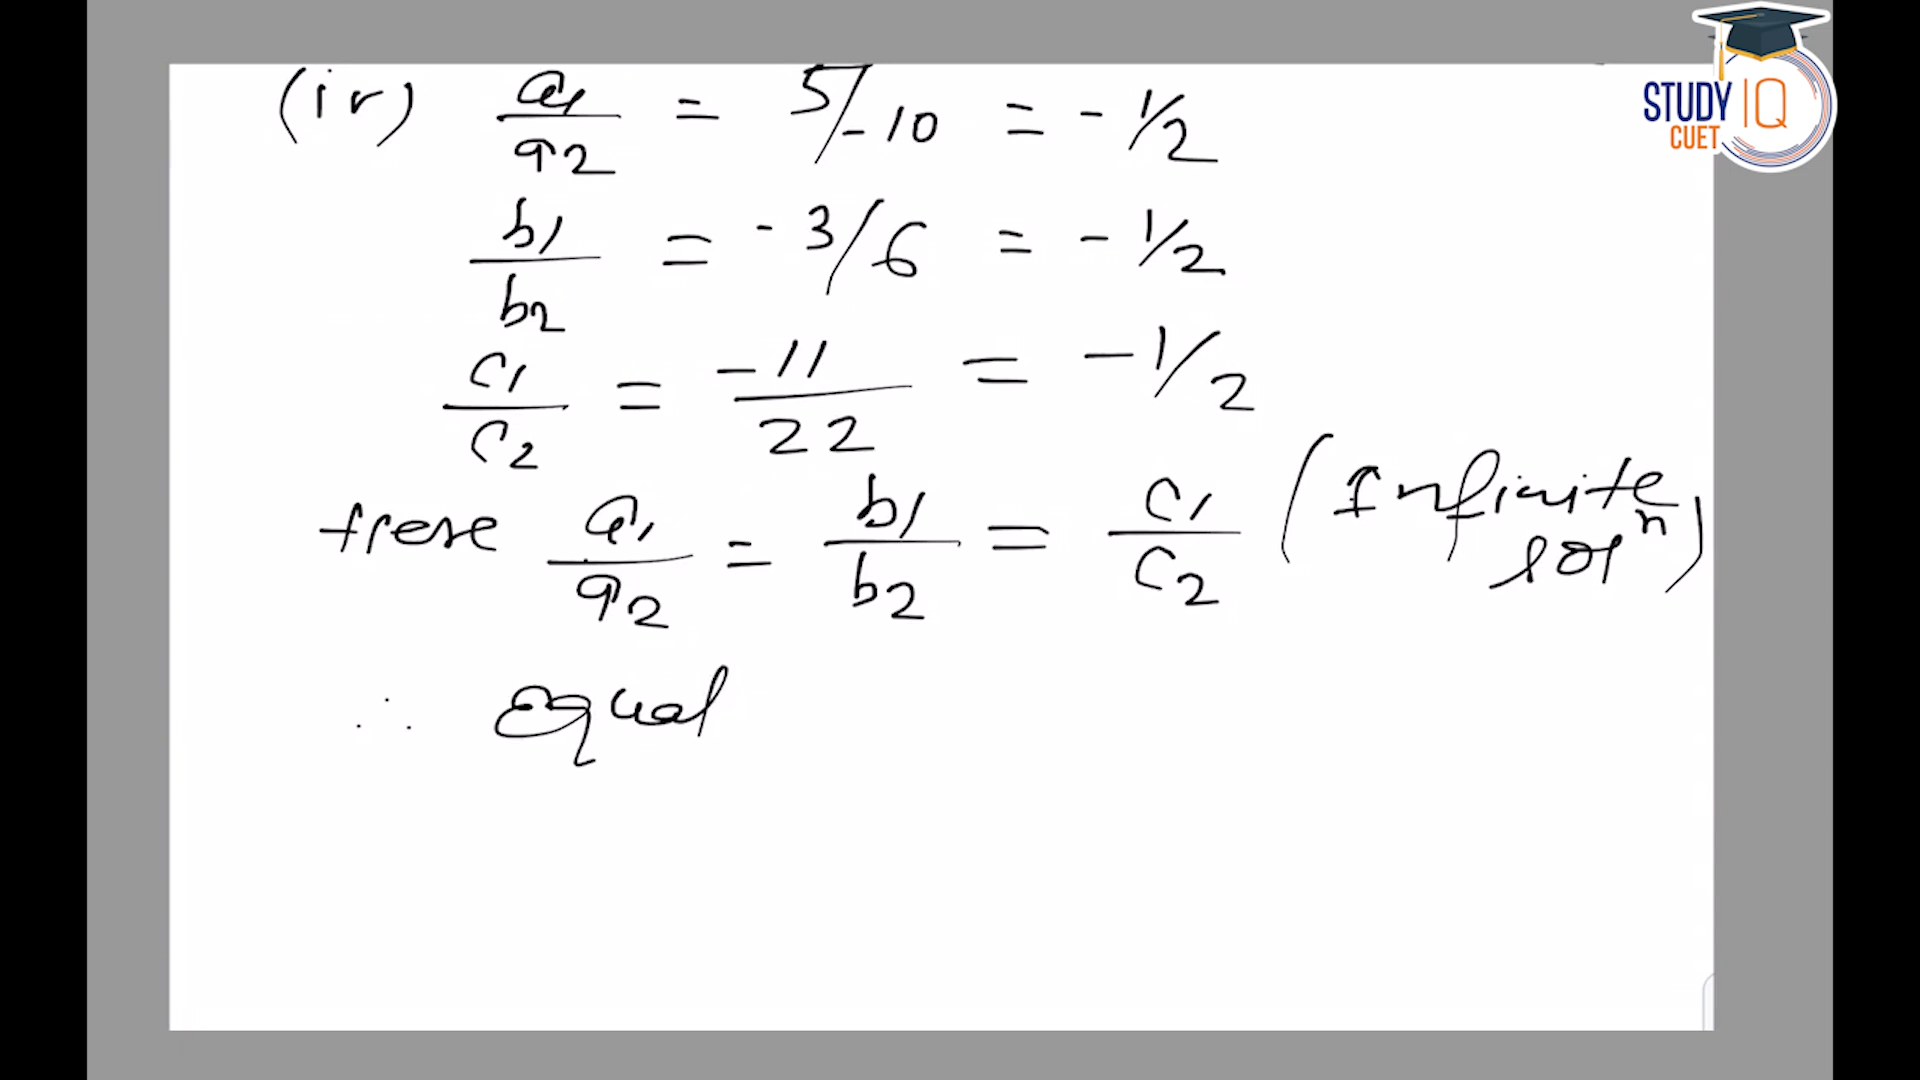 STUDY IQ
CUET
(iv) a1/a2 = 5/-10 = -1/2
b1/b2 = -3/6 = -1/2
c1/c2 = -11/22 = -1/2
Here a1/a2 = b1/b2 = c1/c2 (Infinite solⁿ)
∴ Equal